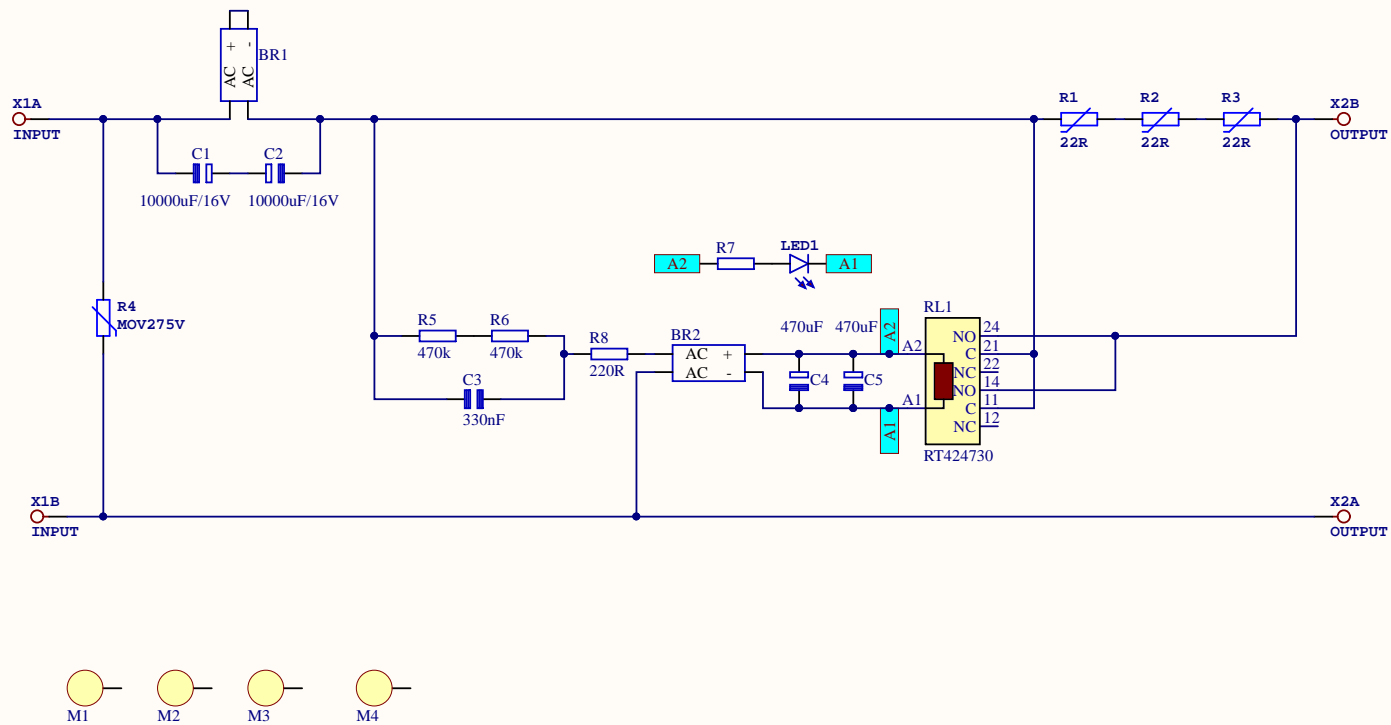 + -
AC AC
BR1
X1A
INPUT
C1
C2
10000uF/16V
10000uF/16V
R1
R2
R3
22R
22R
22R
X2B
OUTPUT
R4
MOV275V
A2
R7
LED1
A1
R5
R6
470k
470k
C3
330nF
R8
220R
BR2
AC +
AC -
470uF
470uF
A2
C4
C5
A1
RL1
A2
A1
NO
24
C
21
NC
22
NO
14
C
11
NC
12
RT424730
X1B
INPUT
X2A
OUTPUT
M1
M2
M3
M4